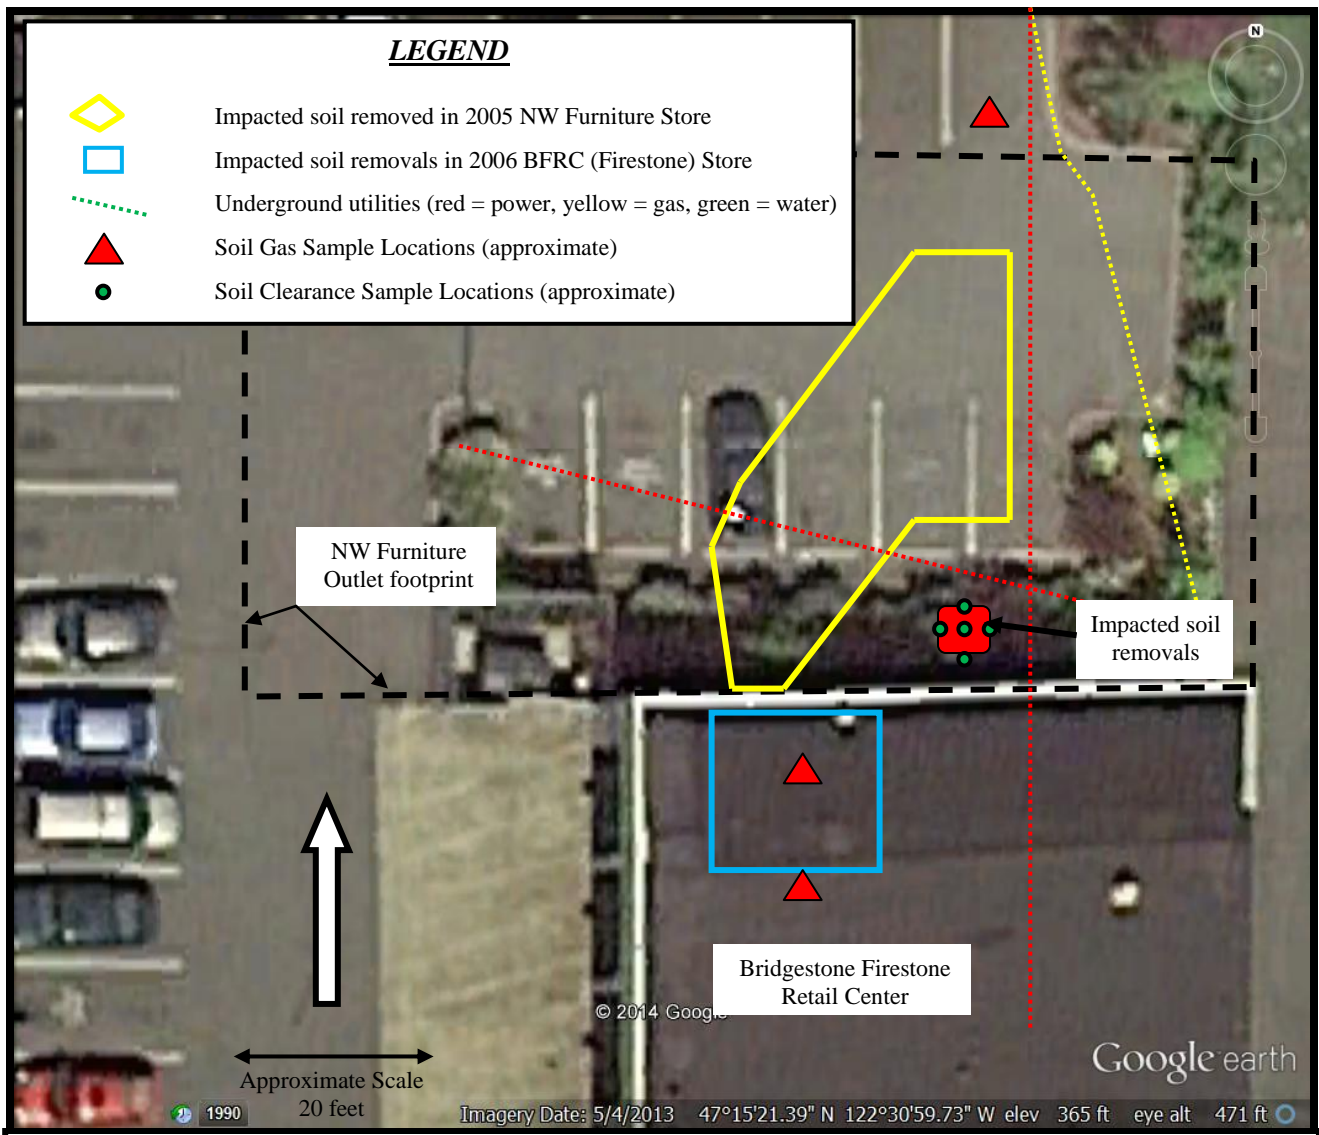 LEGEND
Impacted soil removed in 2005 NW Furniture Store
Impacted soil removals in 2006 BFRC (Firestone) Store
Underground utilities (red = power, yellow = gas, green = water)
Soil Gas Sample Locations (approximate)
Soil Clearance Sample Locations (approximate)
N
NW Furniture
Outlet footprint
Impacted soil
removals
Bridgestone Firestone
Retail Center
© 2014 Google
Google earth
Approximate Scale
20 feet
1990
Imagery Date: 5/4/2013 47°15'21.39" N 122°30'59.73" W elev 365 ft eye alt 471 ft